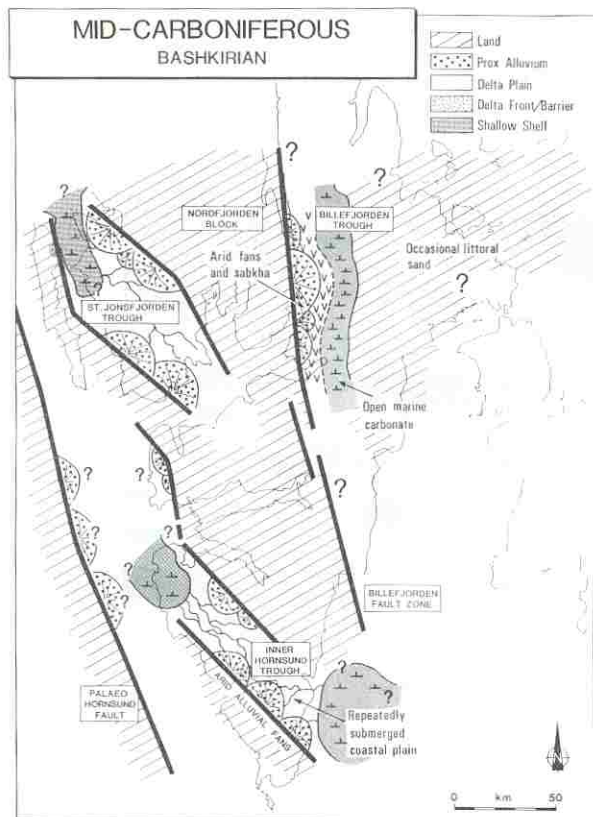 MID-CARBONIFEROUS
BASHKIRIAN
Land
Prox Alluvium
Delta Plain
Delta Front/Barrier
Shallow Shelf
?
?
?
?
NORDFJORDEN
BLOCK
BILLEFJORDEN
TROUGH
Arid fans
and sabkha
Occasional littoral
sand
?
?
ST. JONSFJORDEN
TROUGH
Open marine
carbonate
?
?
?
?
?
?
?
BILLEFJORDEN
FAULT ZONE
INNER
HORNSUND
TROUGH
?
?
PALAEO
HORNSUND
FAULT
ARID ALLUVIAL FANS
Repeatedly
submerged
coastal plain
N
0 km 50